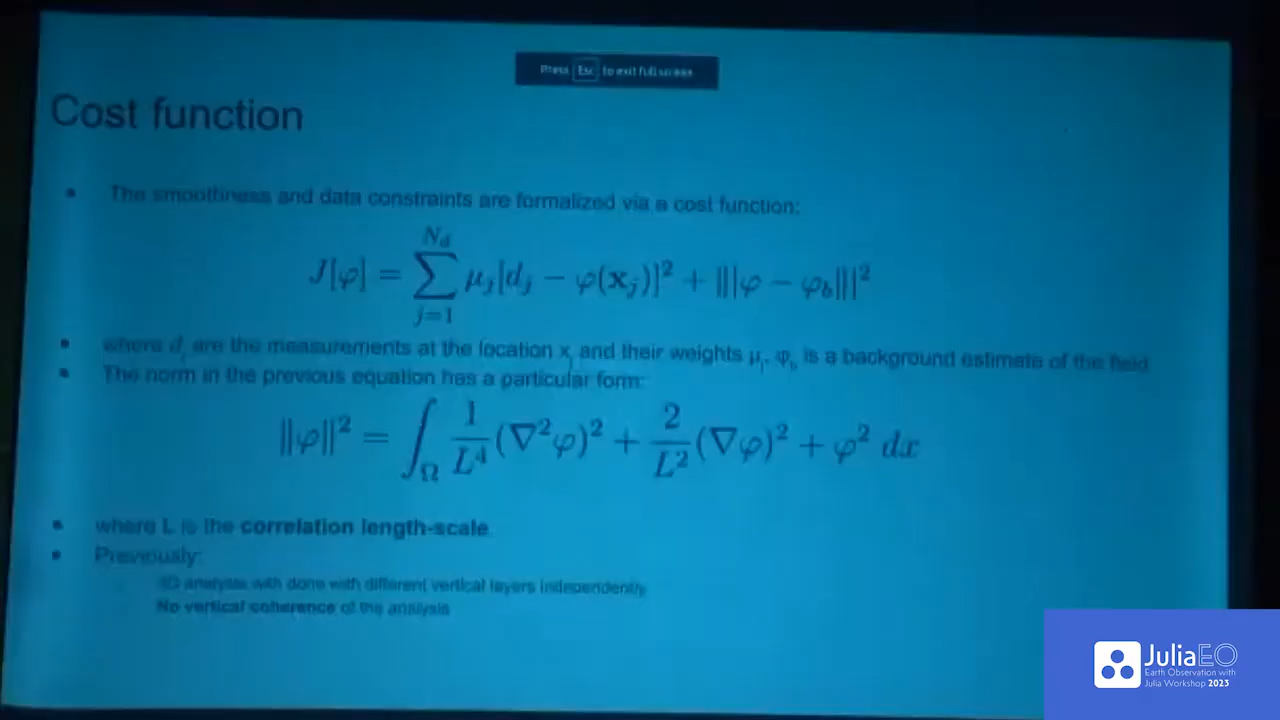 Press Esc to exit full screen
Cost function
• The smoothness and data constraints are formalized via a cost function:
J[φ] = ∑_{j=1}^{N_d} μ_j[d_j − φ(x_j)]² + |||φ − φ_b|||²
• where d_j are the measurements at the location x_j and their weights μ_j. φ_b is a background estimate of the field
• The norm in the previous equation has a particular form:
||φ||² = ∫_Ω 1/L⁴ (∇²φ)² + 2/L² (∇φ)² + φ² dx
• where L is the correlation length-scale
• Previously:
3D analysis with done with different vertical layers independently
No vertical coherence of the analysis
JuliaEO
Earth Observation with
Julia Workshop 2023